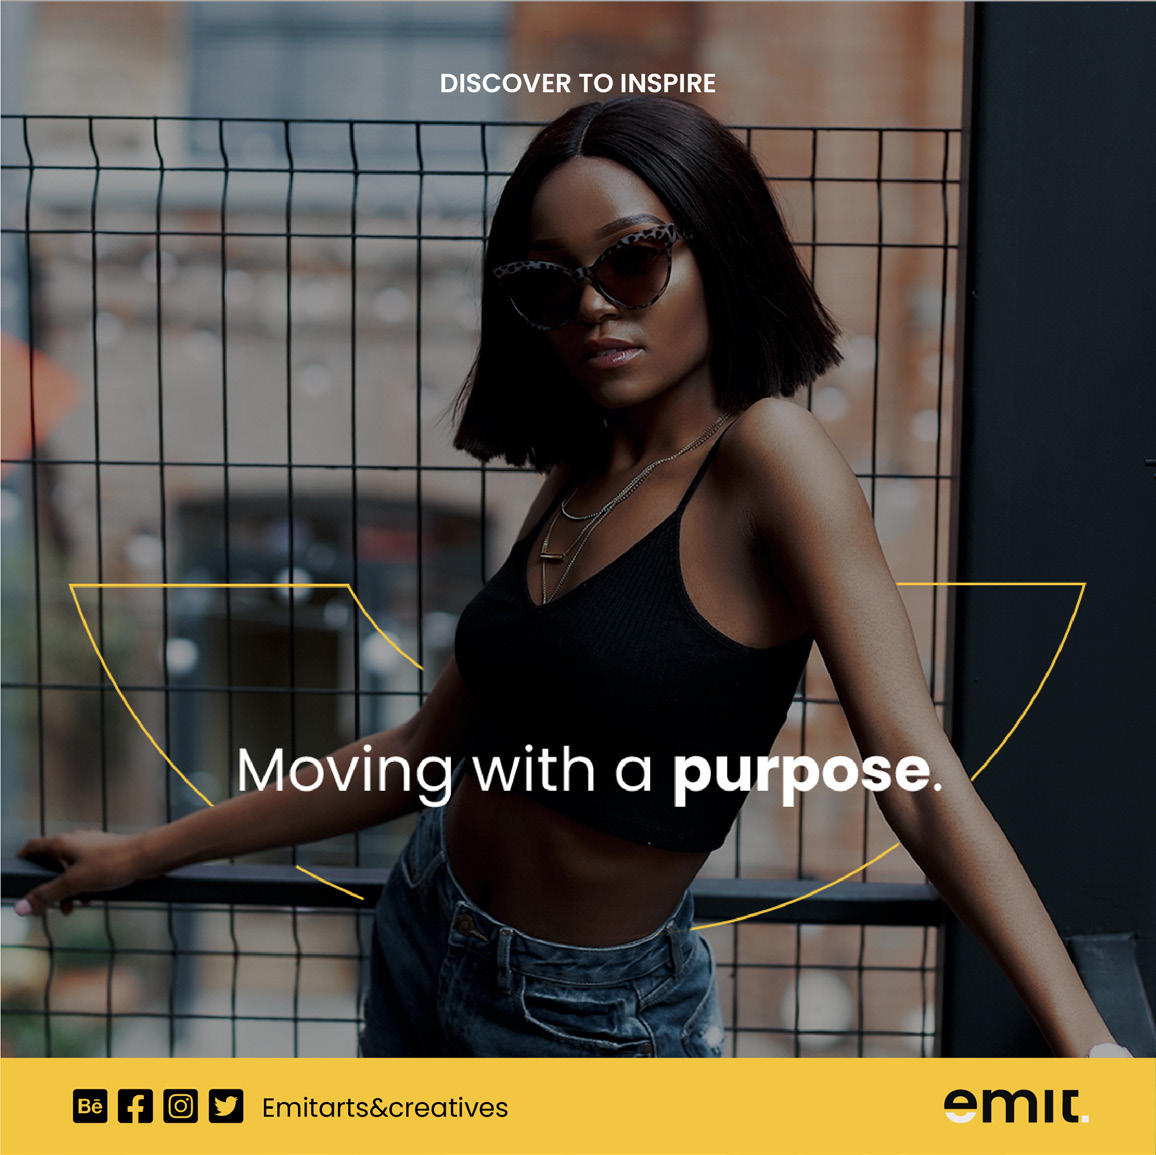 DISCOVER TO INSPIRE
Moving with a purpose.
Bē
Emitarts&creatives
emit.